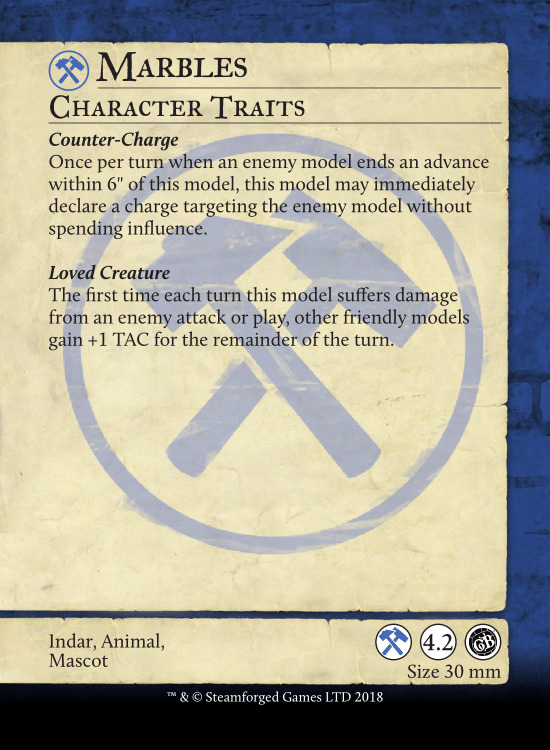 Marbles
Character Traits
Counter-Charge
Once per turn when an enemy model ends an advance
within 6" of this model, this model may immediately
declare a charge targeting the enemy model without
spending influence.
Loved Creature
The first time each turn this model suffers damage
from an enemy attack or play, other friendly models
gain +1 TAC for the remainder of the turn.
Indar, Animal,
Mascot
4.2
GB
Size 30 mm
™ & © Steamforged Games LTD 2018